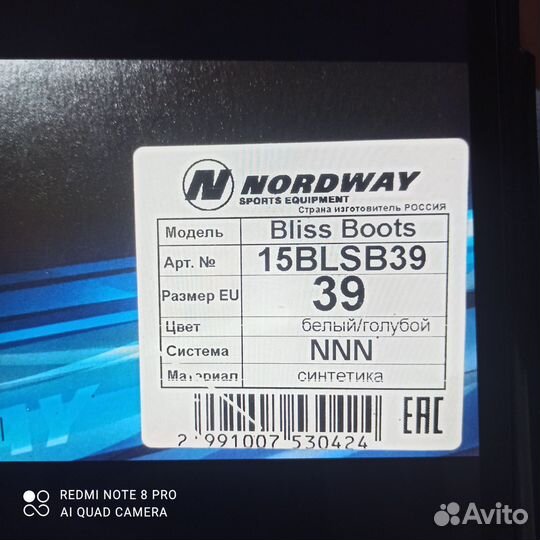 NORDWAY
SPORTS EQUIPMENT
Страна изготовитель РОССИЯ
Модель Bliss Boots
Арт. № 15BLSB39
Размер EU 39
Цвет белый/голубой
Система NNN
Материал синтетика
2 991007 530424
EAC
REDMI NOTE 8 PRO
AI QUAD CAMERA
Avito